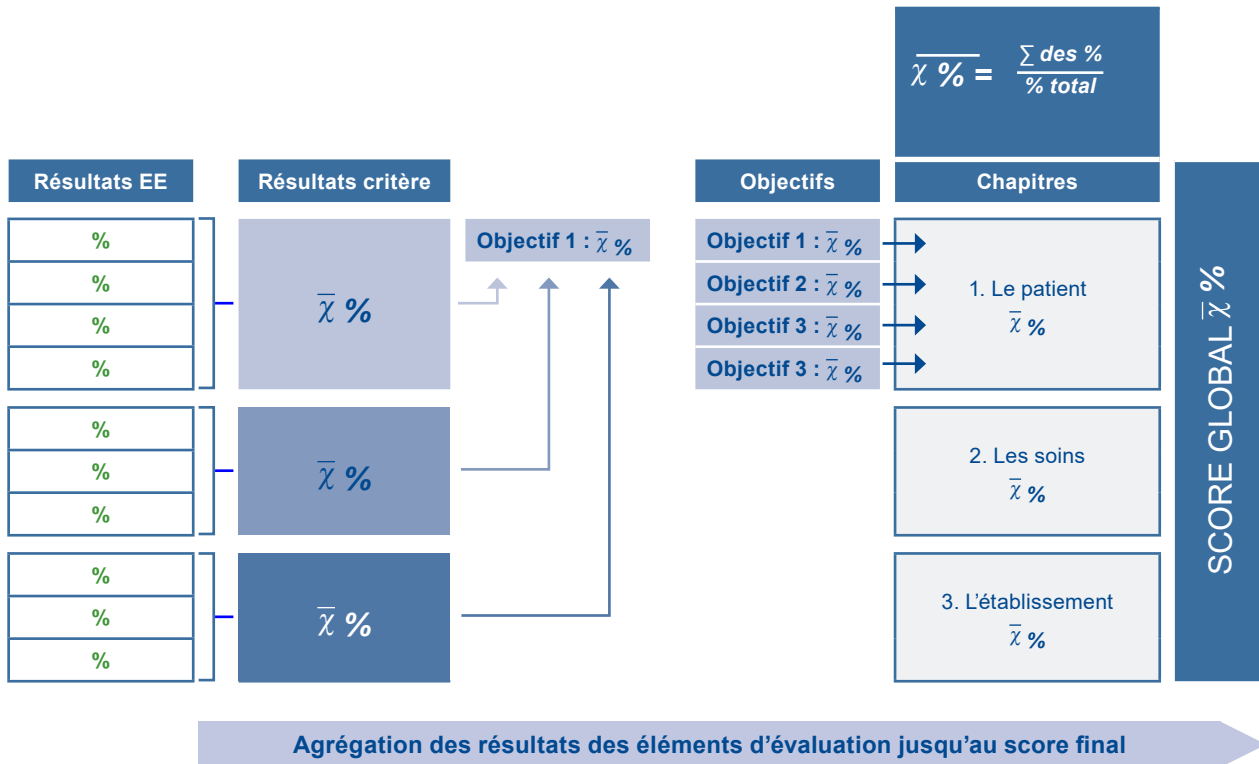 χ̅ % = ∑ des % / % total
Résultats EE
Résultats critère
Objectifs
Chapitres
%
%
%
%
χ̅ %
Objectif 1 : χ̅ %
Objectif 1 : χ̅ %
Objectif 2 : χ̅ %
Objectif 3 : χ̅ %
Objectif 3 : χ̅ %
1. Le patient
χ̅ %
%
%
%
χ̅ %
2. Les soins
χ̅ %
%
%
%
χ̅ %
3. L'établissement
χ̅ %
SCORE GLOBAL χ̅ %
Agrégation des résultats des éléments d'évaluation jusqu'au score final